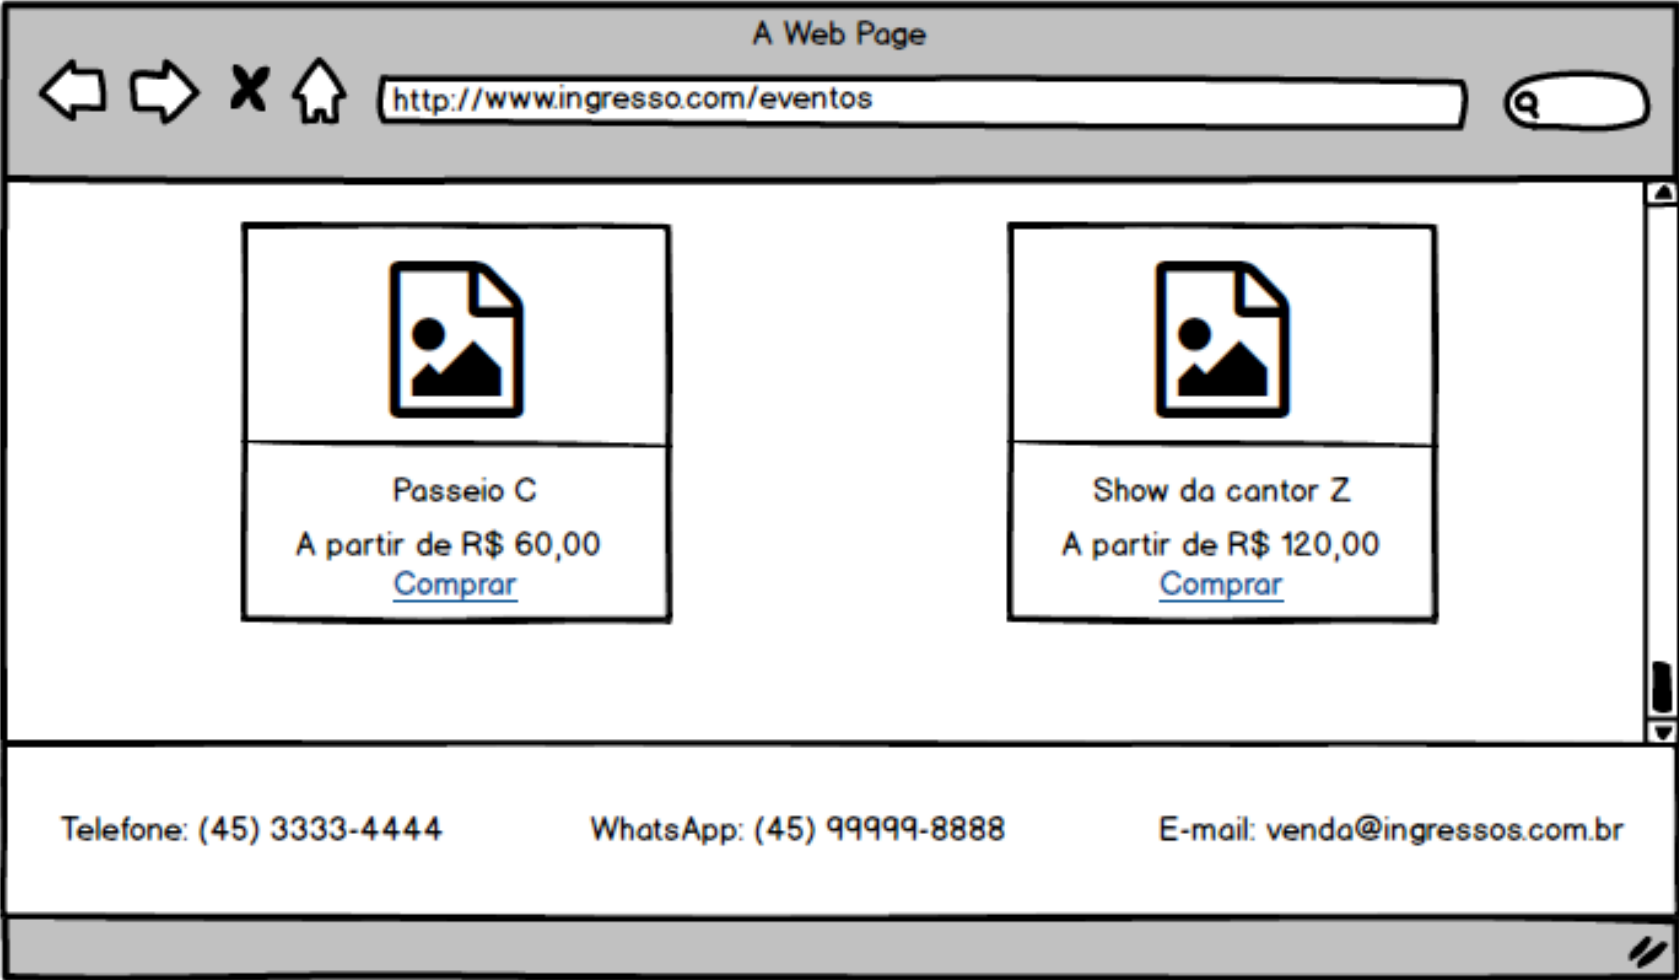 A Web Page
http://www.ingresso.com/eventos
Passeio C
A partir de R$ 60,00
Comprar
Show da cantor Z
A partir de R$ 120,00
Comprar
Telefone: (45) 3333-4444
WhatsApp: (45) 99999-8888
E-mail: venda@ingressos.com.br